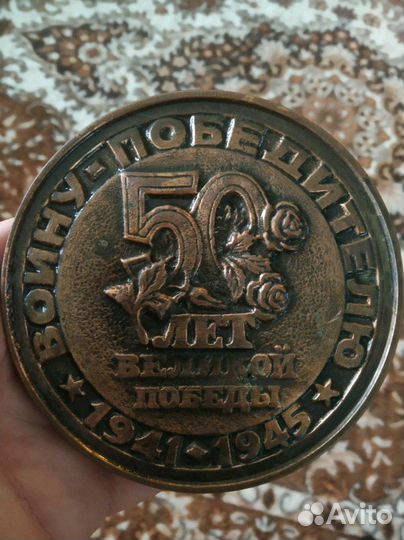 ВОИНУ-ПОБЕДИТЕЛЮ
50
ЛЕТ
ВЕЛИКОЙ
ПОБЕДЫ
★ 1941 • 1945 ★
Avito